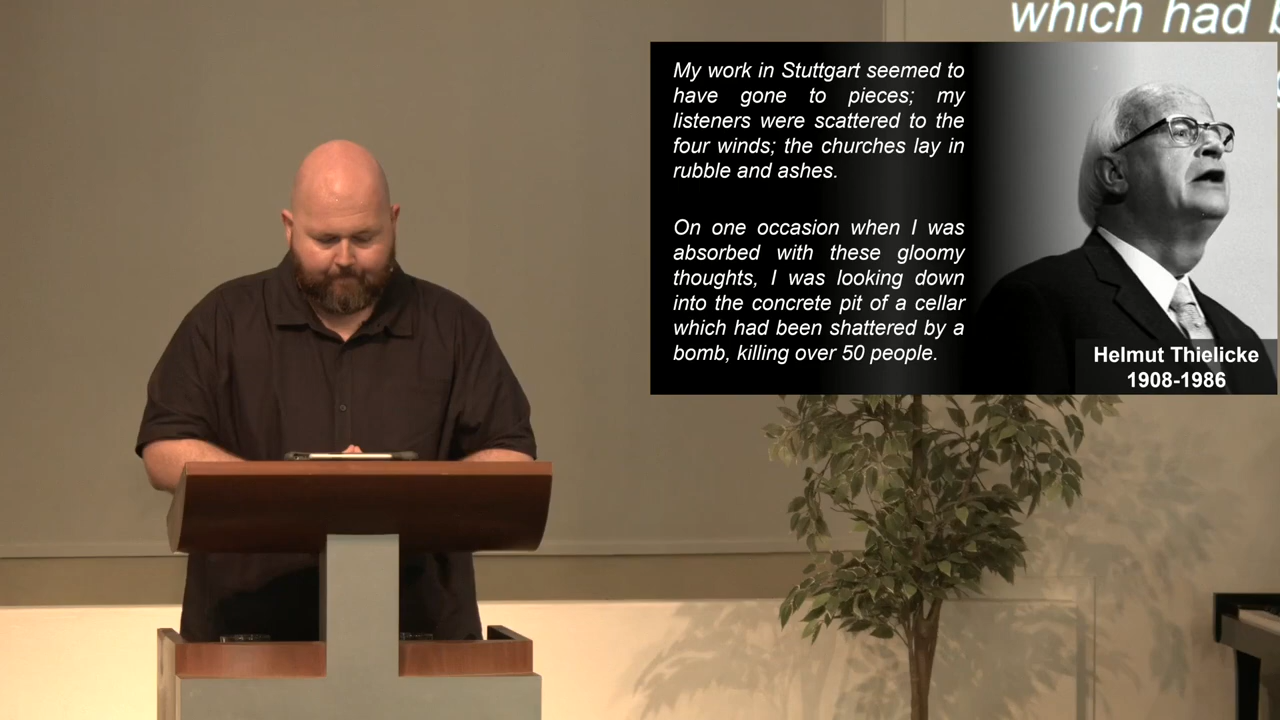 which had
My work in Stuttgart seemed to
have gone to pieces; my
listeners were scattered to the
four winds; the churches lay in
rubble and ashes.
On one occasion when I was
absorbed with these gloomy
thoughts, I was looking down
into the concrete pit of a cellar
which had been shattered by a
bomb, killing over 50 people.
Helmut Thielicke
1908-1986